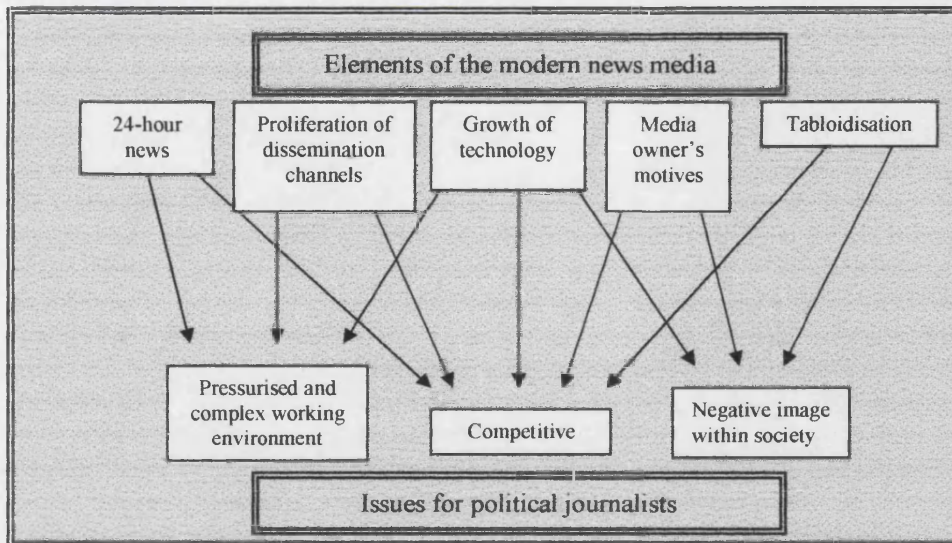 Elements of the modern news media
24-hour
news
Proliferation of
dissemination
channels
Growth of
technology
Media
owner's
motives
Tabloidisation
Pressurised and
complex working
environment
Competitive
Negative image
within society
Issues for political journalists